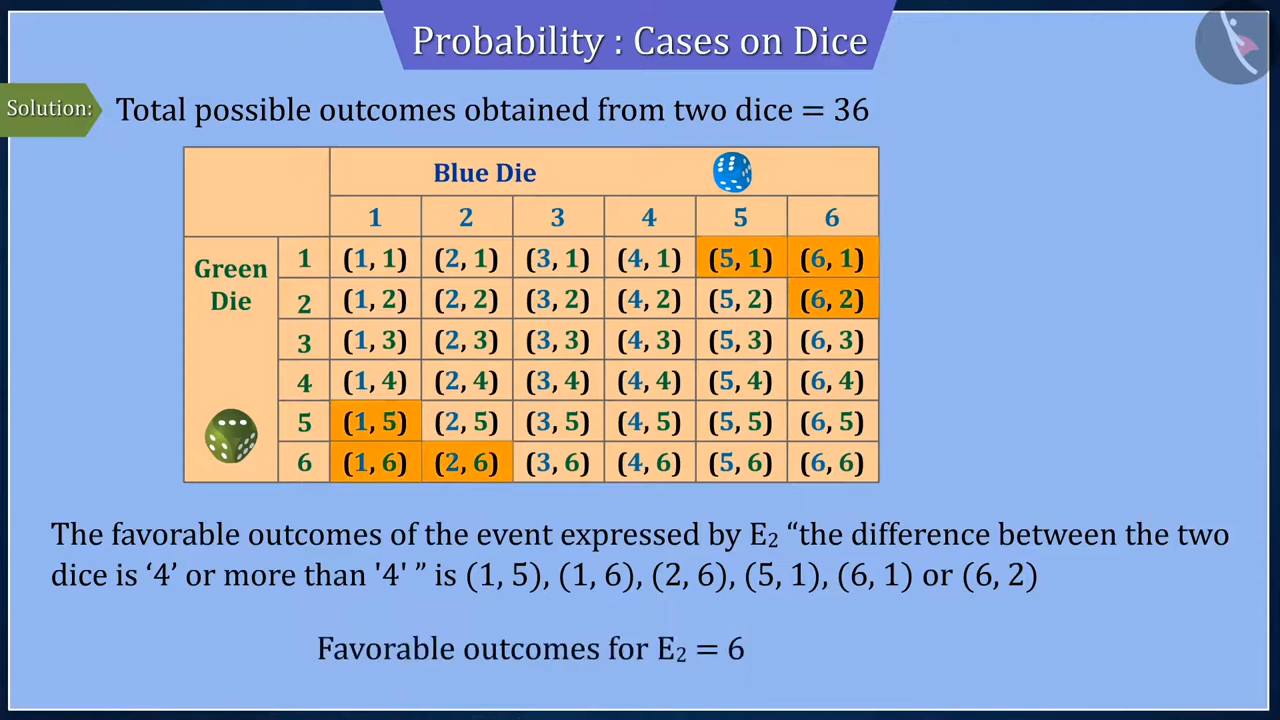 Probability : Cases on Dice
Solution:
Total possible outcomes obtained from two dice = 36
Blue Die
1 2 3 4 5 6
Green Die
1 (1, 1) (2, 1) (3, 1) (4, 1) (5, 1) (6, 1)
2 (1, 2) (2, 2) (3, 2) (4, 2) (5, 2) (6, 2)
3 (1, 3) (2, 3) (3, 3) (4, 3) (5, 3) (6, 3)
4 (1, 4) (2, 4) (3, 4) (4, 4) (5, 4) (6, 4)
5 (1, 5) (2, 5) (3, 5) (4, 5) (5, 5) (6, 5)
6 (1, 6) (2, 6) (3, 6) (4, 6) (5, 6) (6, 6)
The favorable outcomes of the event expressed by E₂ “the difference between the two
dice is ‘4’ or more than '4' ” is (1, 5), (1, 6), (2, 6), (5, 1), (6, 1) or (6, 2)
Favorable outcomes for E₂ = 6